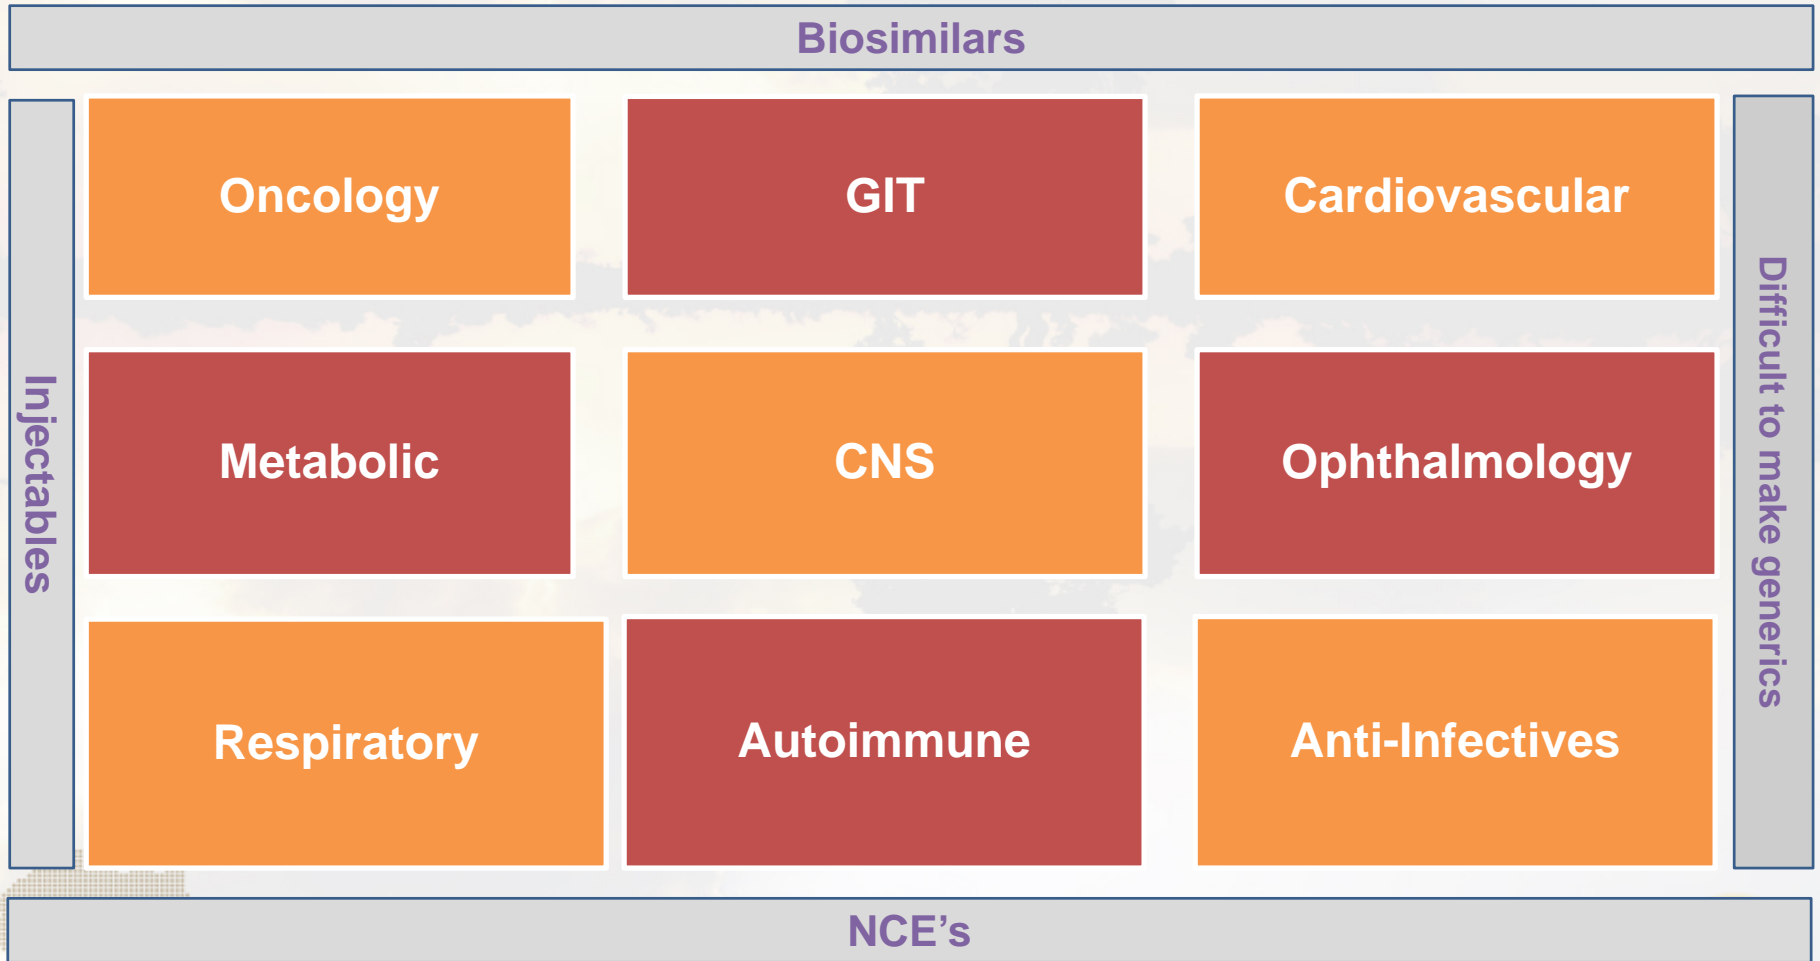 Biosimilars
Injectables
Oncology
GIT
Cardiovascular
Difficult to make generics
Metabolic
CNS
Ophthalmology
Respiratory
Autoimmune
Anti-Infectives
NCE’s